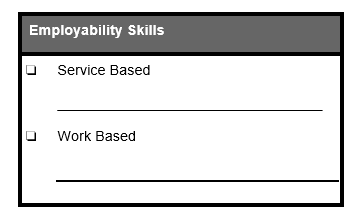 Employability Skills
❏ Service Based
❏ Work Based